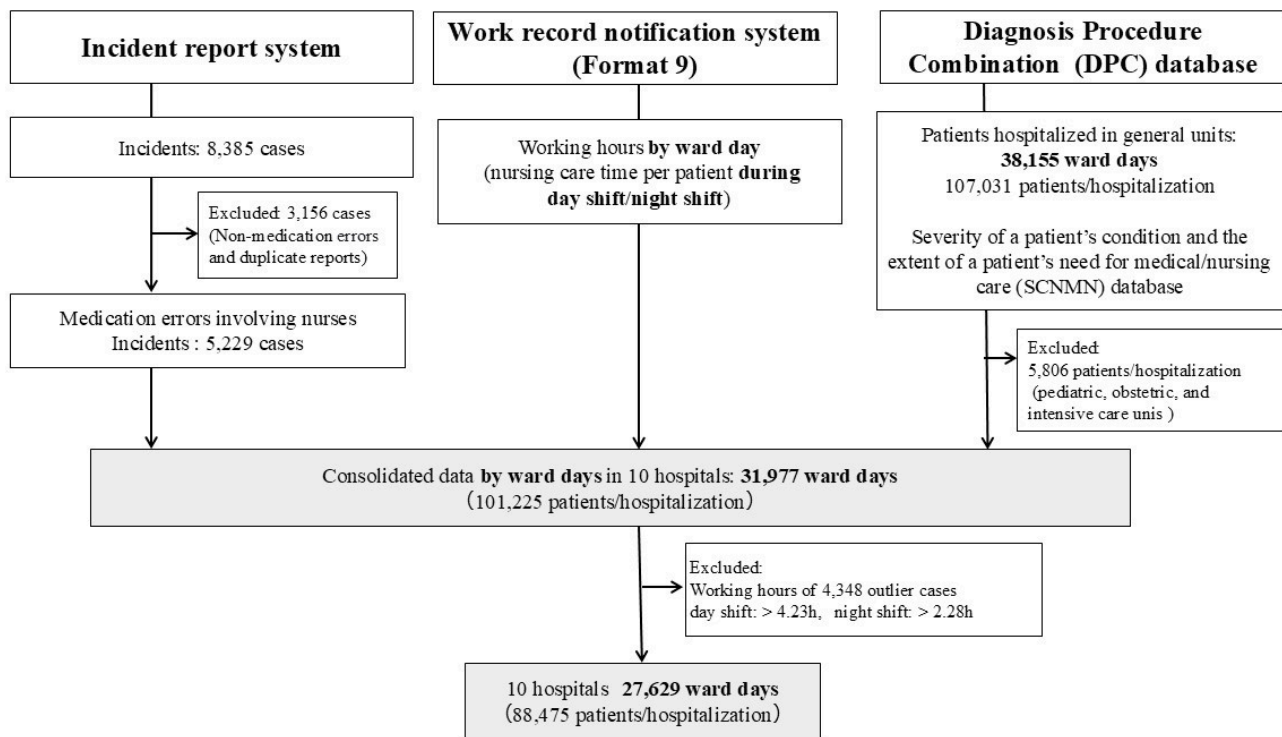 Incident report system
Work record notification system
(Format 9)
Diagnosis Procedure
Combination (DPC) database
Incidents: 8,385 cases
Excluded: 3,156 cases
(Non-medication errors
and duplicate reports)
Medication errors involving nurses
Incidents : 5,229 cases
Working hours by ward day
(nursing care time per patient during
day shift/night shift)
Patients hospitalized in general units:
38,155 ward days
107,031 patients/hospitalization
Severity of a patient's condition and the
extent of a patient's need for medical/nursing
care (SCNMN) database
Excluded:
5,806 patients/hospitalization
(pediatric, obstetric, and
intensive care unis )
Consolidated data by ward days in 10 hospitals: 31,977 ward days
(101,225 patients/hospitalization)
Excluded:
Working hours of 4,348 outlier cases
day shift: > 4.23h, night shift: > 2.28h
10 hospitals 27,629 ward days
(88,475 patients/hospitalization)